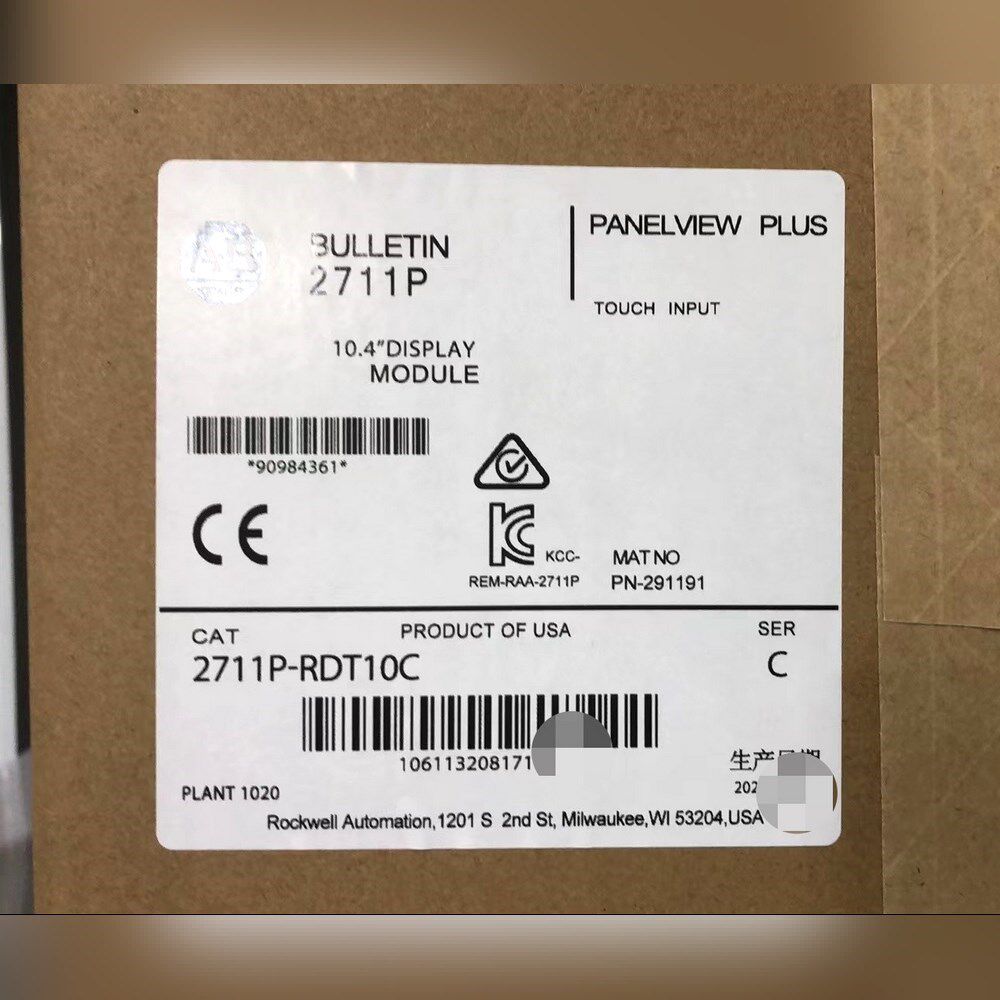 BULLETIN
2711P
PANELVIEW PLUS
TOUCH INPUT
10.4"DISPLAY
MODULE
*90984361*
CE
KCC-
REM-RAA-2711P
MAT NO
PN-291191
CAT
PRODUCT OF USA
SER
2711P-RDT10C
C
106113208171
生产日期
202
PLANT 1020
Rockwell Automation,1201 S 2nd St, Milwaukee,WI 53204,USA